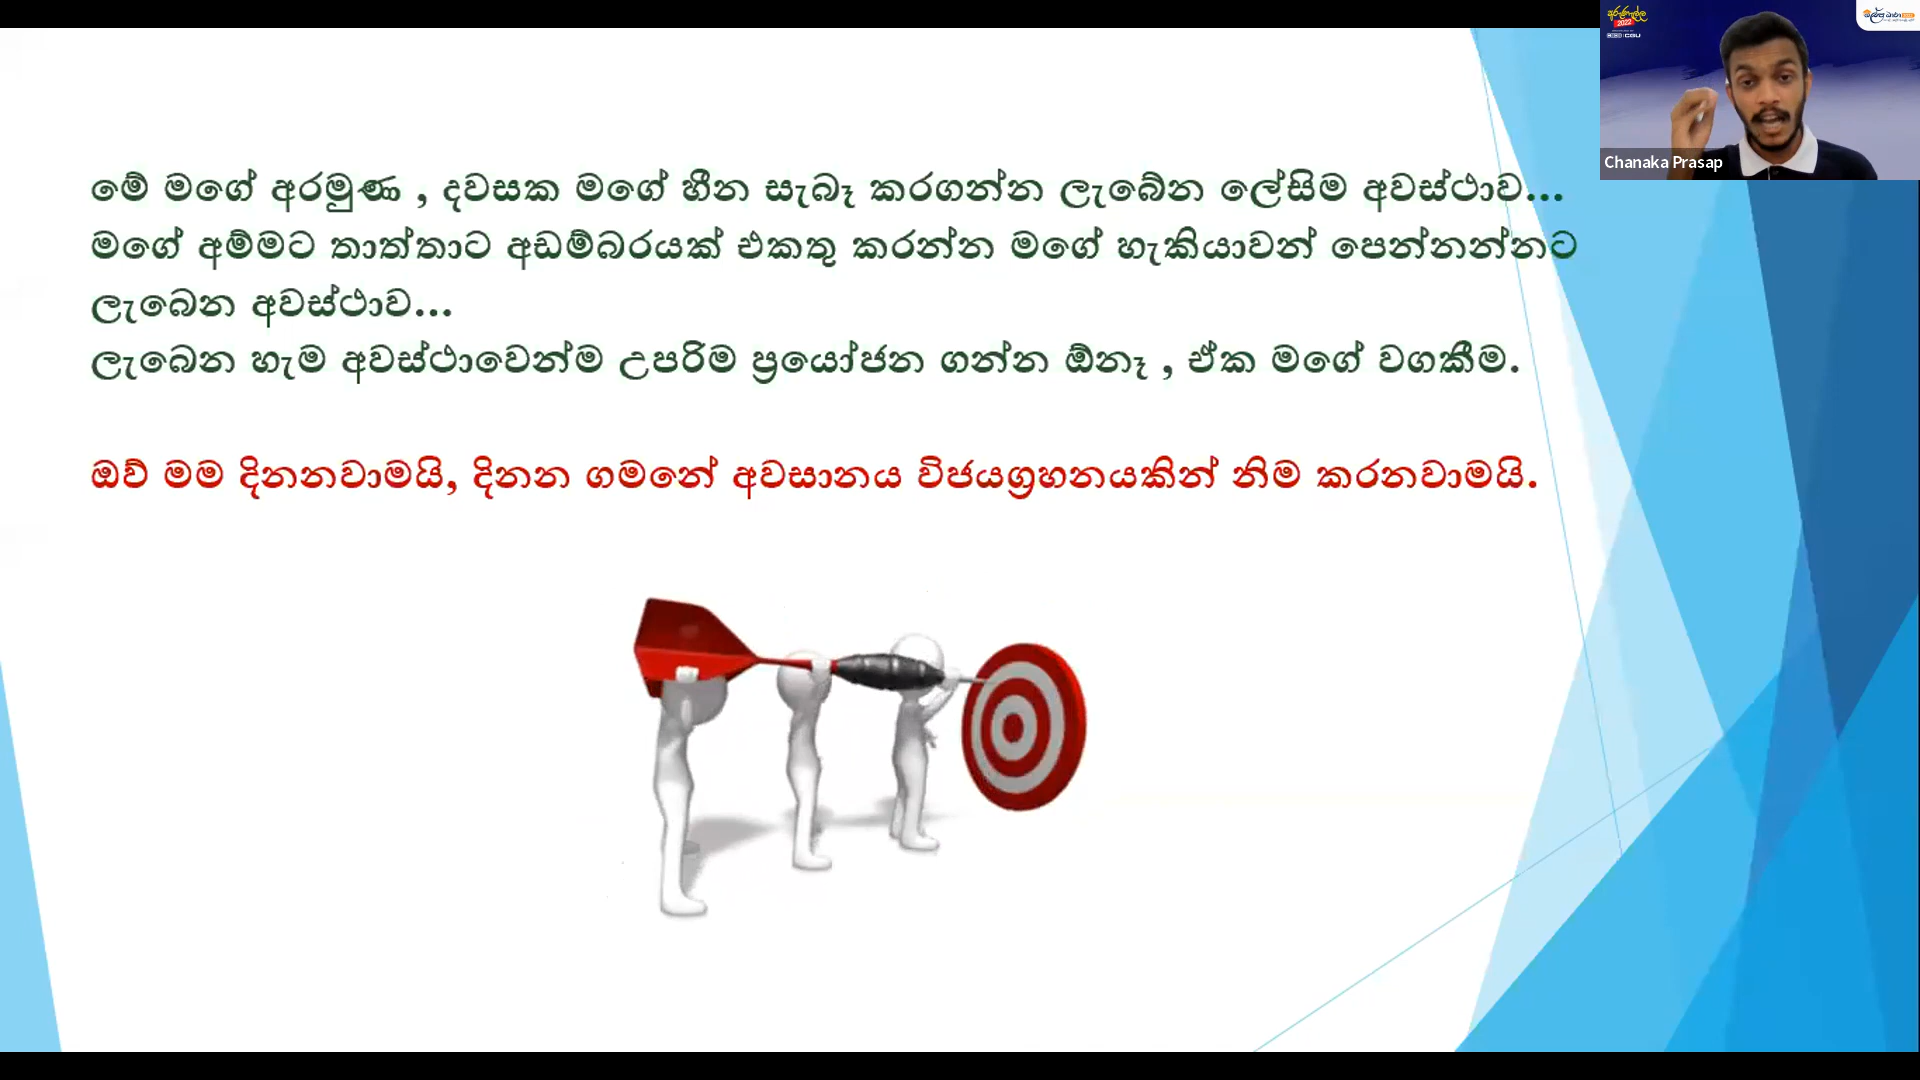 මේ මගේ අරමුණ , දවසක මගේ හීන සැබෑ කරගන්න ලැබේන ලේසිම අවස්ථාව...
මගේ අම්මට තාත්තාට අඩම්බරයක් එකතු කරන්න මගේ හැකියාවන් පෙන්නන්නට
ලැබෙන අවස්ථාව...
ලැබෙන හැම අවස්ථාවෙන්ම උපරිම ප්‍රයෝජන ගන්න ඕනෑ , ඒක මගේ වගකීම.
ඔව් මම දිනනවාමයි, දිනන ගමනේ අවසානය විජයග්‍රහනයකින් නිම කරනවාමයි.
2022
CGU
Chanaka Prasap